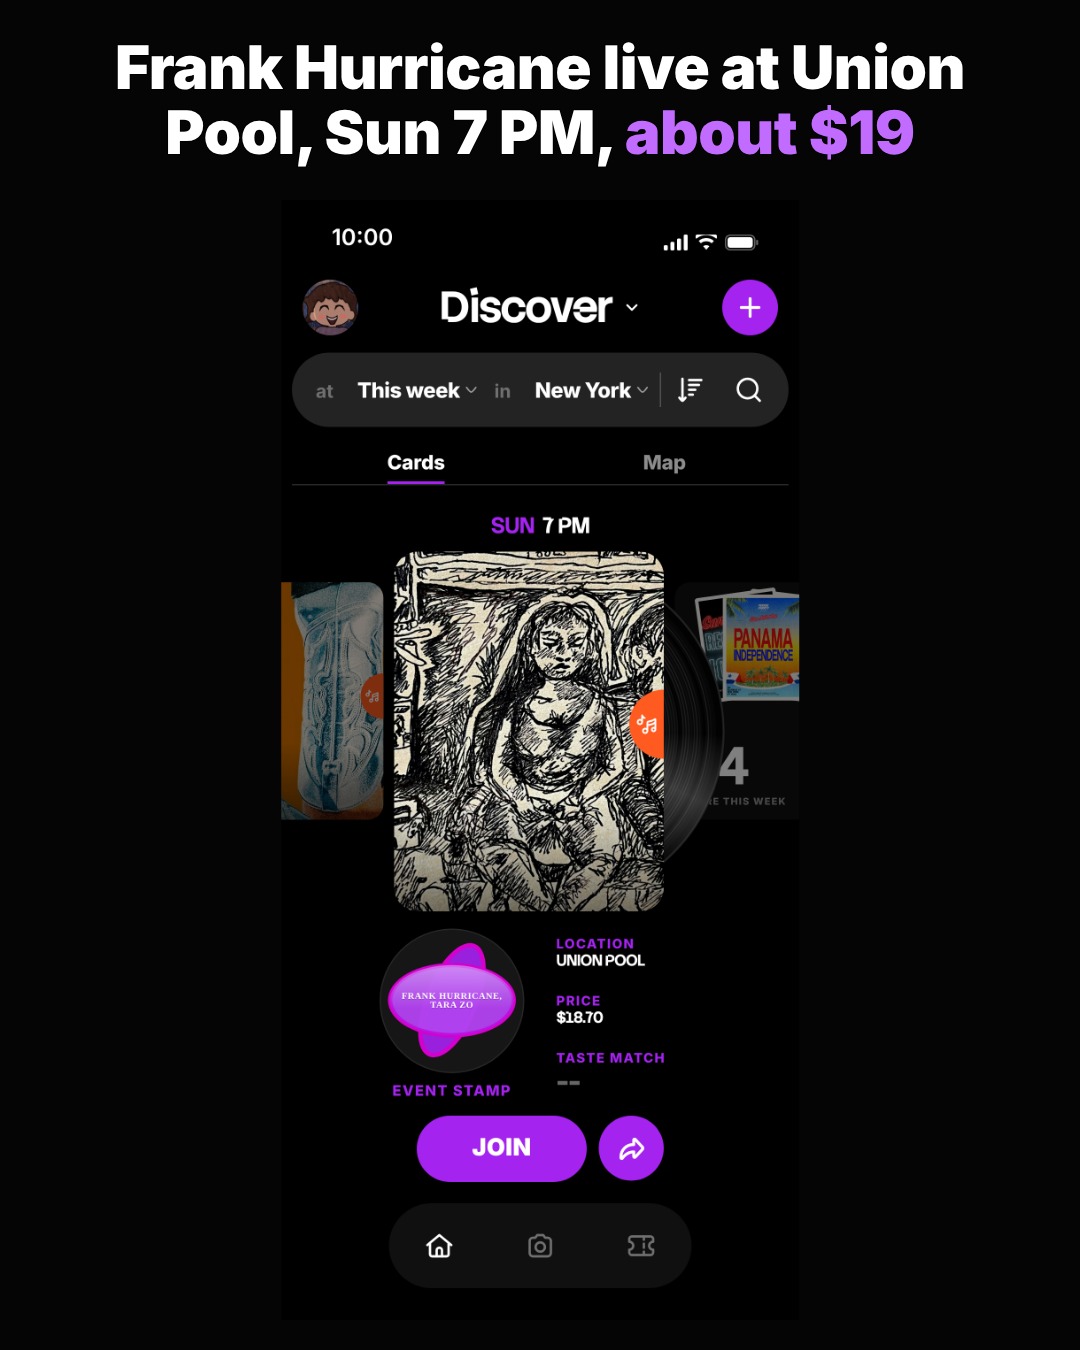 Frank Hurricane live at Union
Pool, Sun 7 PM, about $19
10:00
Discover
at This week in New York
Cards Map
SUN 7 PM
PANAMA
INDEPENDENCE
4
THIS WEEK
FRANK HURRICANE,
TARA ZO
EVENT STAMP
LOCATION
UNION POOL
PRICE
$18.70
TASTE MATCH
--
JOIN